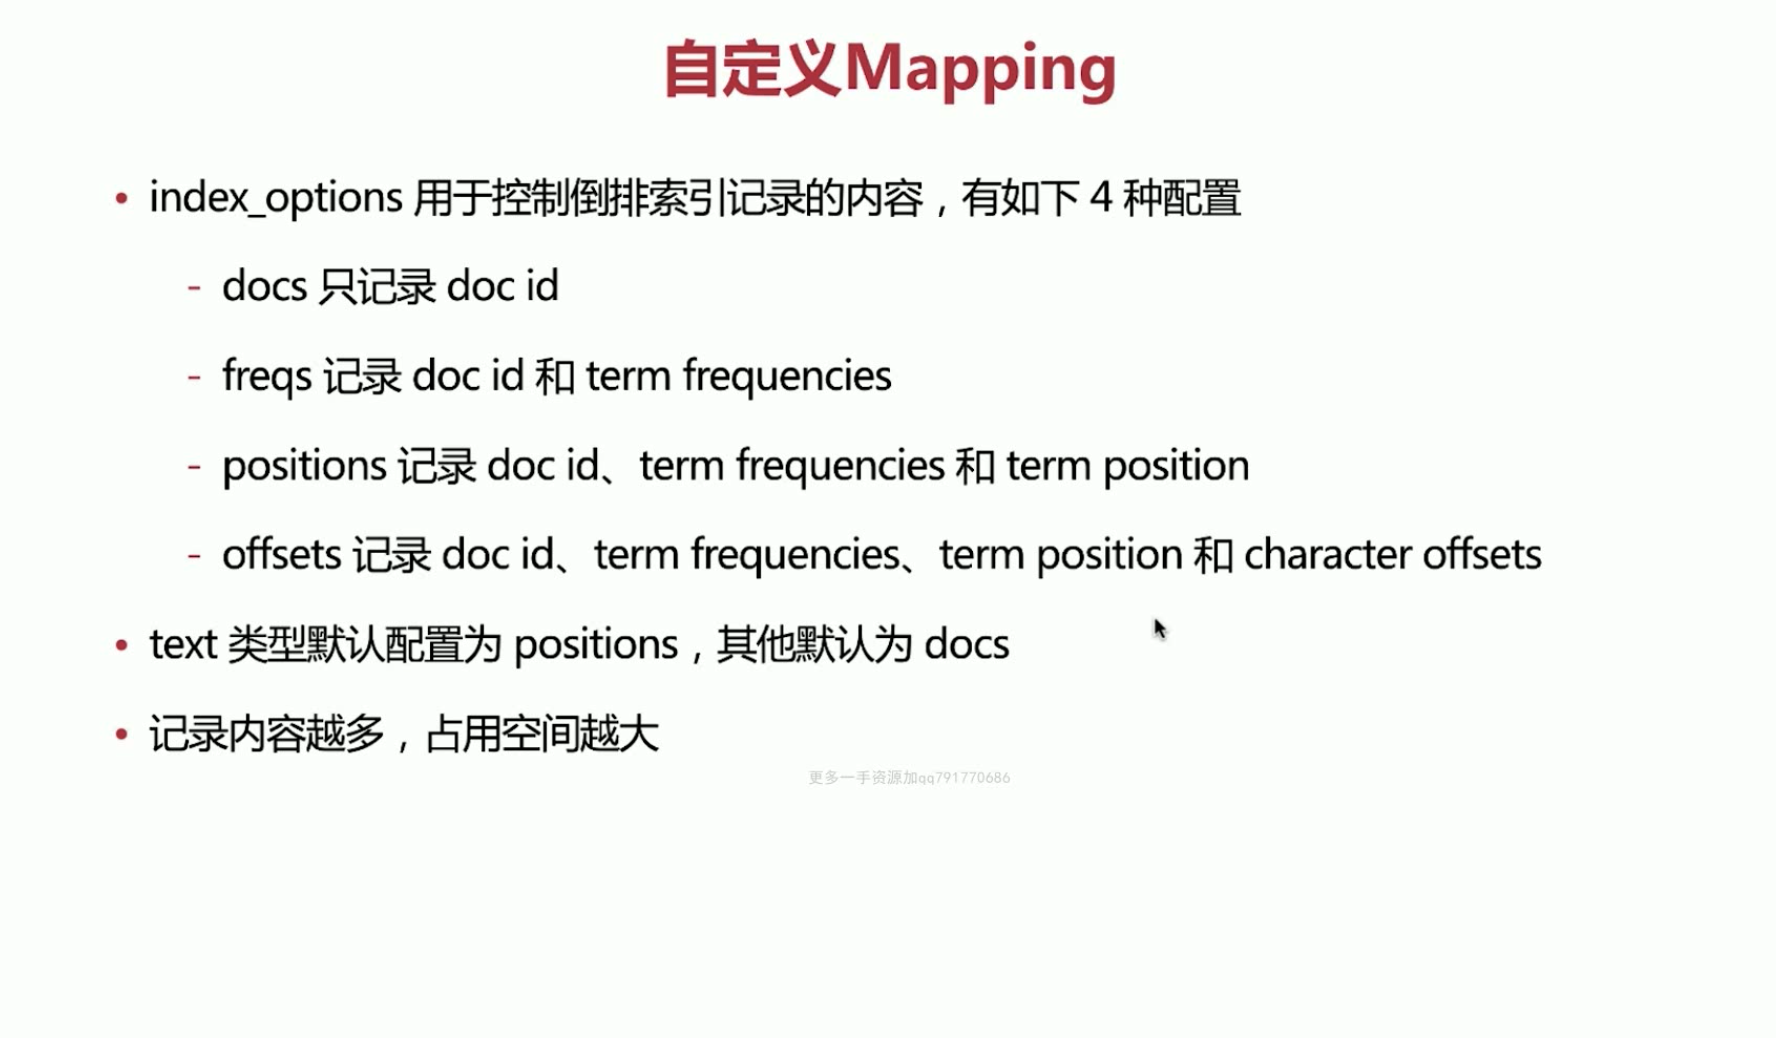 自定义Mapping
• index_options 用于控制倒排索引记录的内容，有如下 4 种配置
- docs 只记录 doc id
- freqs 记录 doc id 和 term frequencies
- positions 记录 doc id、term frequencies 和 term position
- offsets 记录 doc id、term frequencies、term position 和 character offsets
• text 类型默认配置为 positions，其他默认为 docs
• 记录内容越多，占用空间越大
更多一手资源加qq791770686